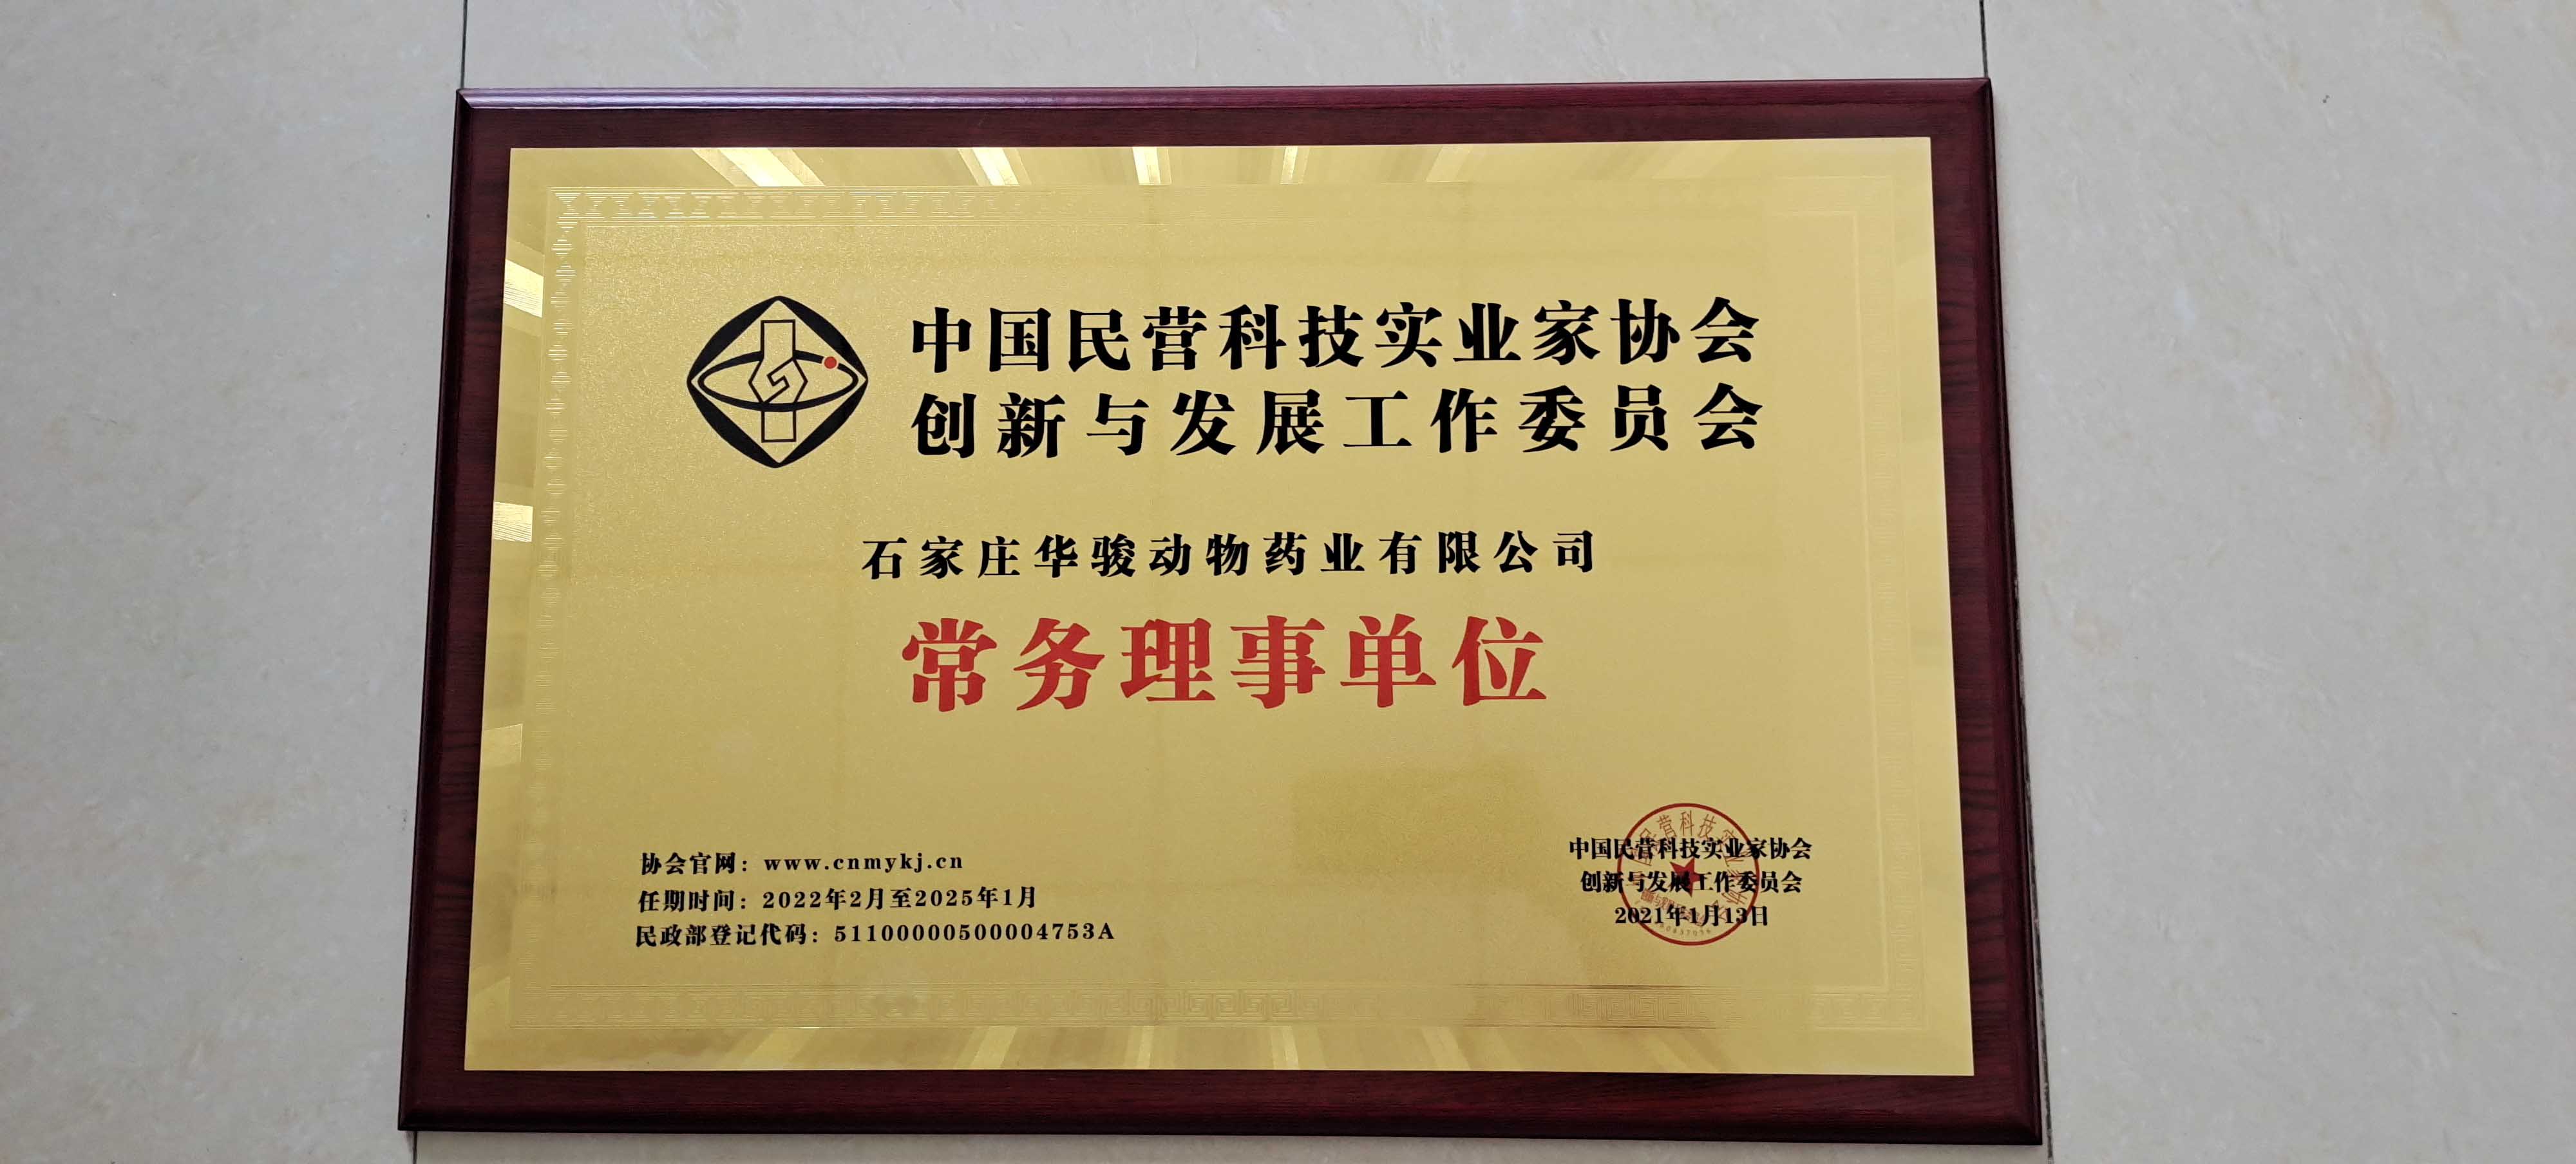 中国民营科技实业家协会
创新与发展工作委员会
石家庄华骏动物药业有限公司
常务理事单位
协会官网：www.cnmykj.cn
任期时间：2022年2月至2025年1月
民政部登记代码：51100000500004753A
中国民营科技实业家协会
创新与发展工作委员会
2021年1月13日